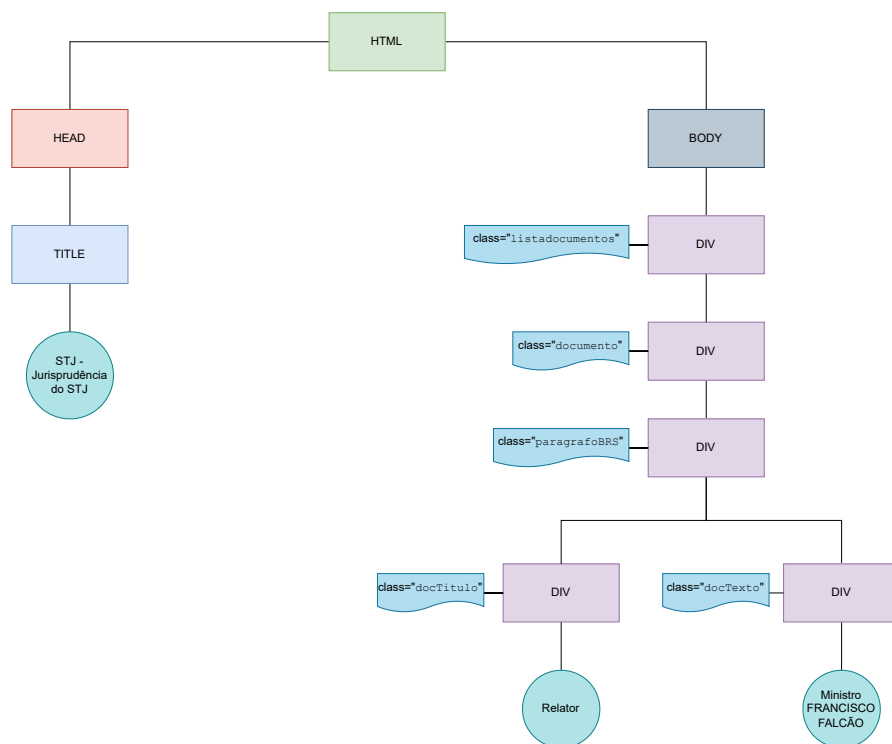 HTML
HEAD
BODY
class="listadocumentos"
DIV
TITLE
class="documento"
DIV
STJ -
Jurisprudência
do STJ
class="paragrafoBRS"
DIV
class="docTitulo"
DIV
class="docTexto"
DIV
Relator
Ministro
FRANCISCO
FALCÃO